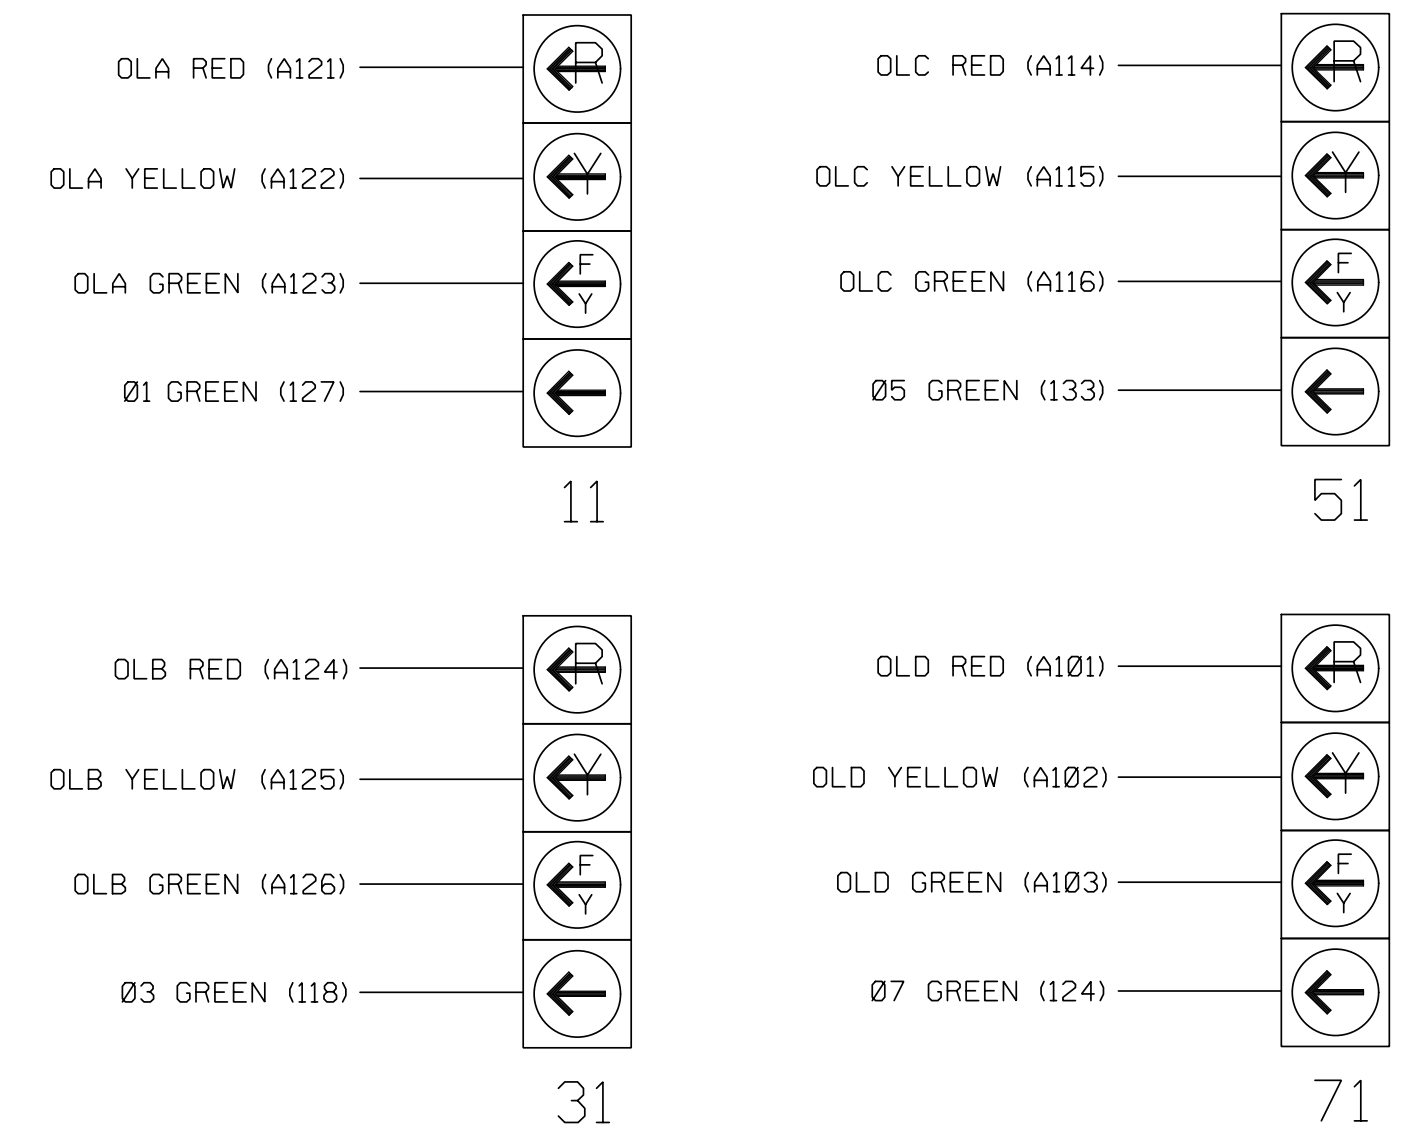 OLA RED (A121)
R
OLA YELLOW (A122)
Y
OLA GREEN (A123)
F
Y
Ø1 GREEN (127)
11
OLC RED (A114)
R
OLC YELLOW (A115)
Y
OLC GREEN (A116)
F
Y
Ø5 GREEN (133)
51
OLB RED (A124)
R
OLB YELLOW (A125)
Y
OLB GREEN (A126)
F
Y
Ø3 GREEN (118)
31
OLD RED (A1Ø1)
R
OLD YELLOW (A1Ø2)
Y
OLD GREEN (A1Ø3)
F
Y
Ø7 GREEN (124)
71